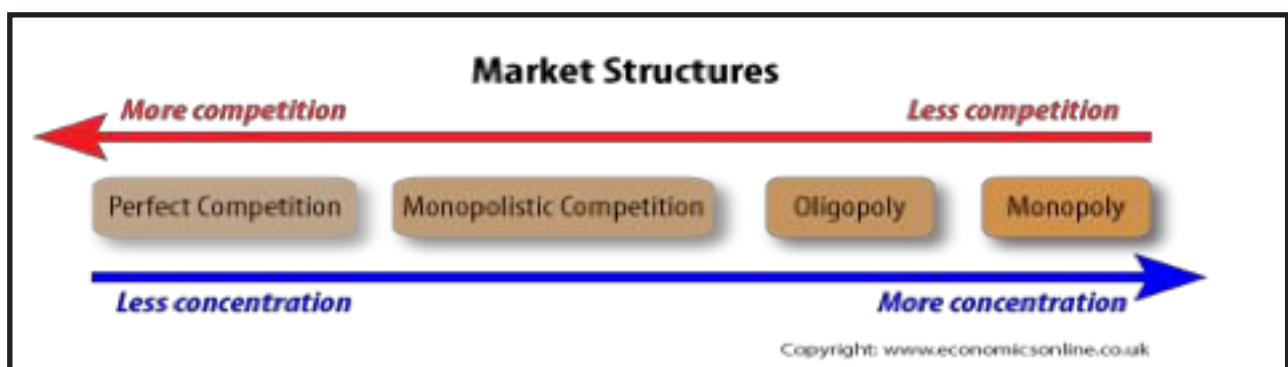 Market Structures
More competition Less competition
Perfect Competition Monopolistic Competition Oligopoly Monopoly
Less concentration More concentration
Copyright: www.economicsonline.co.uk